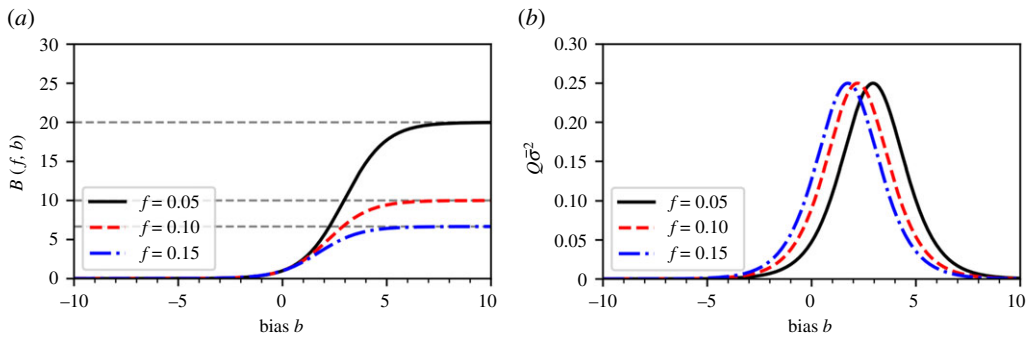 (a)
30
25
20
15
10
5
0
B (f, b)
f = 0.05
f = 0.10
f = 0.15
–10 –5 0 5 10
bias b
(b)
0.30
0.25
0.20
0.15
0.10
0.05
0
Qσ̄²
f = 0.05
f = 0.10
f = 0.15
–10 –5 0 5 10
bias b